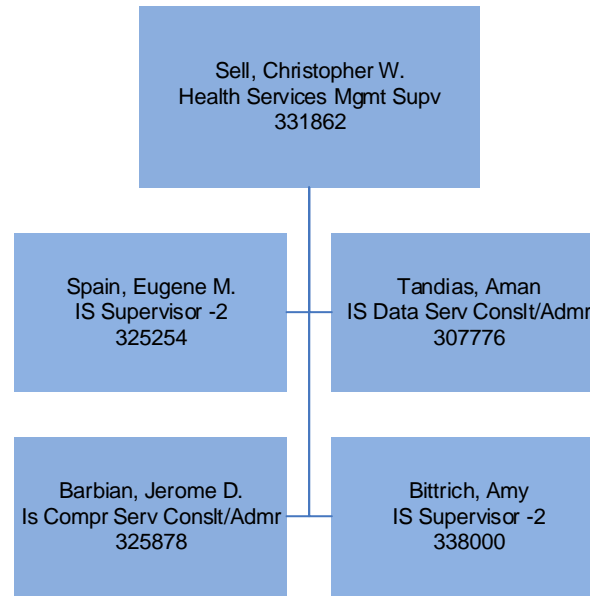 Sell, Christopher W.
Health Services Mgmt Supv
331862
Spain, Eugene M.
IS Supervisor -2
325254
Tandias, Aman
IS Data Serv Conslt/Admr
307776
Barbian, Jerome D.
Is Compr Serv Conslt/Admr
325878
Bittrich, Amy
IS Supervisor -2
338000